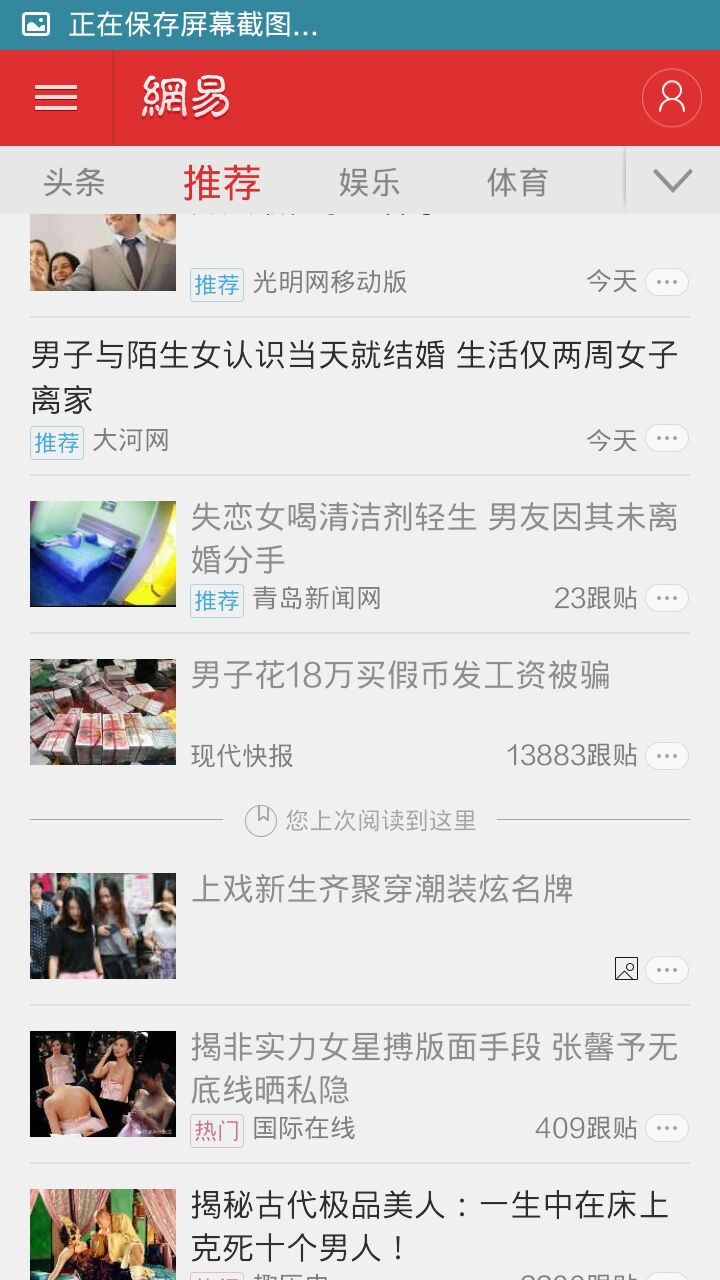 正在保存屏幕截图...
網易
头条 推荐 娱乐 体育
推荐 光明网移动版 今天
男子与陌生女认识当天就结婚 生活仅两周女子
离家
推荐 大河网 今天
失恋女喝清洁剂轻生 男友因其未离
婚分手
推荐 青岛新闻网 23跟贴
男子花18万买假币发工资被骗
现代快报 13883跟贴
您上次阅读到这里
上戏新生齐聚穿潮装炫名牌
揭非实力女星搏版面手段 张馨予无
底线晒私隐
热门 国际在线 409跟贴
揭秘古代极品美人：一生中在床上
克死十个男人！